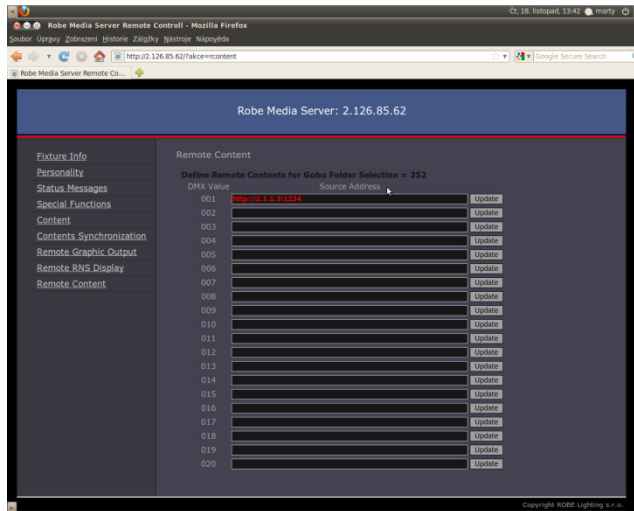 Čt, 18. listopad, 13:42 marty
Robe Media Server Remote Controll - Mozilla Firefox
Soubor Úpravy Zobrazení Historie Záložky Nástroje Nápověda
http://2.126.85.62/?akce=rcontent
Google Secure Search
Robe Media Server Remote Co...
Robe Media Server: 2.126.85.62
Fixture Info
Personality
Status Messages
Special Functions
Content
Contents Synchronization
Remote Graphic Output
Remote RNS Display
Remote Content
Remote Content
Define Remote Contents for Gobo Folder Selection = 252
DMX Value Source Address
001 http://2.1.1.3:1234 Update
002 Update
003 Update
004 Update
005 Update
006 Update
007 Update
008 Update
009 Update
010 Update
011 Update
012 Update
013 Update
014 Update
015 Update
016 Update
017 Update
018 Update
019 Update
020 Update
Copyright ROBE Lighting s.r.o.